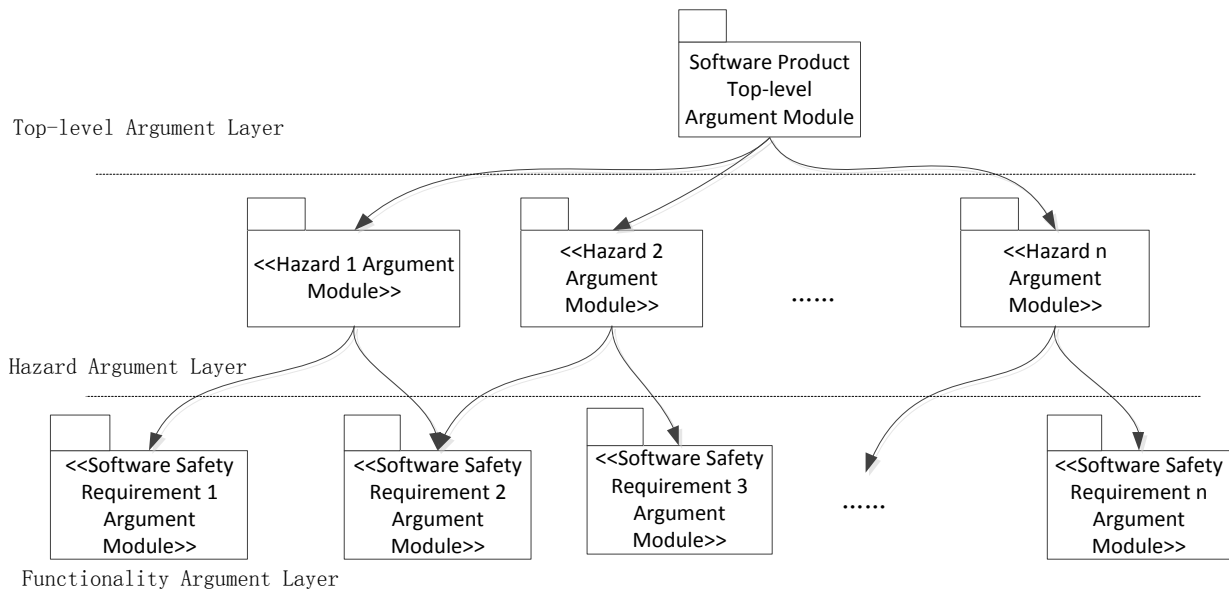 Software Product
Top-level
Argument Module
Top-level Argument Layer
<<Hazard 1 Argument
Module>>
<<Hazard 2
Argument
Module>>
……
<<Hazard n
Argument
Module>>
Hazard Argument Layer
<<Software Safety
Requirement 1
Argument
Module>>
<<Software Safety
Requirement 2
Argument
Module>>
<<Software Safety
Requirement 3
Argument
Module>>
……
<<Software Safety
Requirement n
Argument
Module>>
Functionality Argument Layer